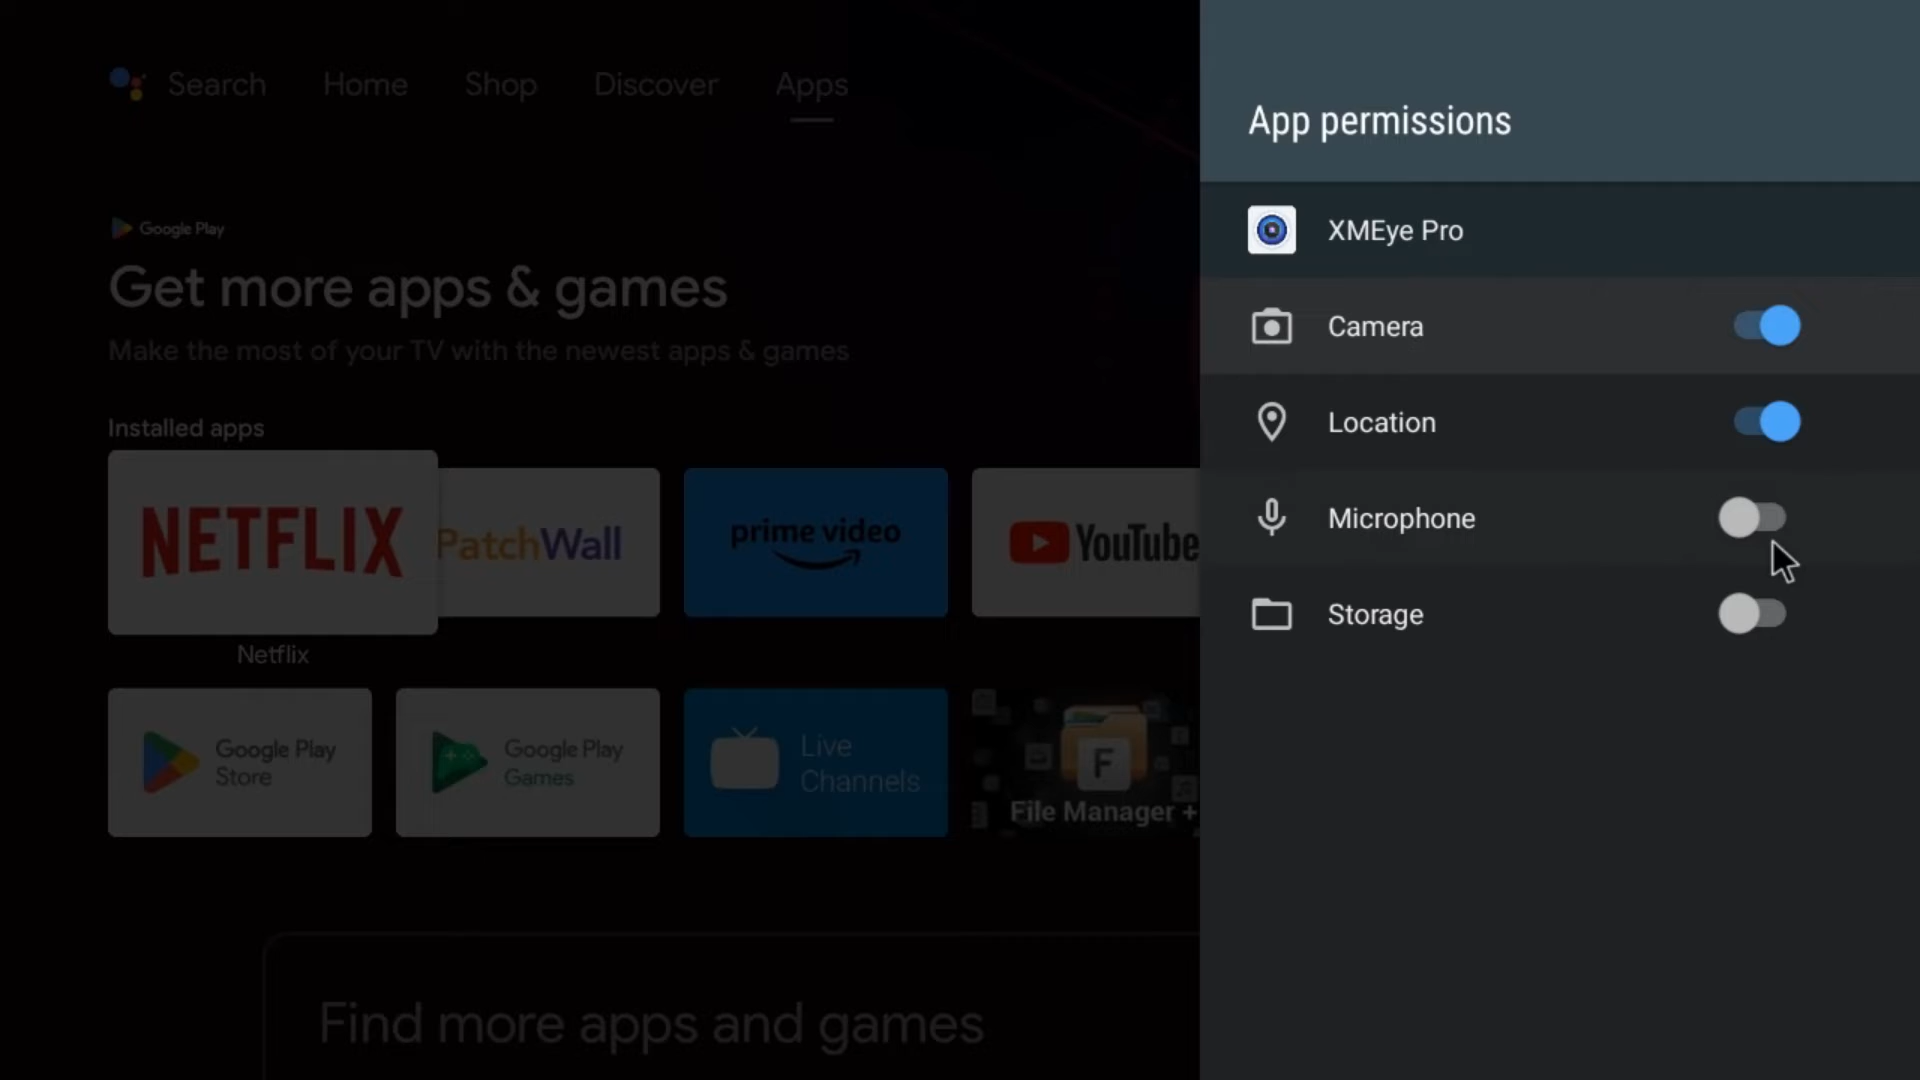 Search Home Shop Discover Apps
Google Play
Get more apps & games
Make the most of your TV with the newest apps & games
Installed apps
NETFLIX
PatchWall
prime video
YouTube
Netflix
Google Play
Store
Google Play
Games
Live
Channels
F
File Manager +
Find more apps and games
App permissions
XMEye Pro
Camera
Location
Microphone
Storage